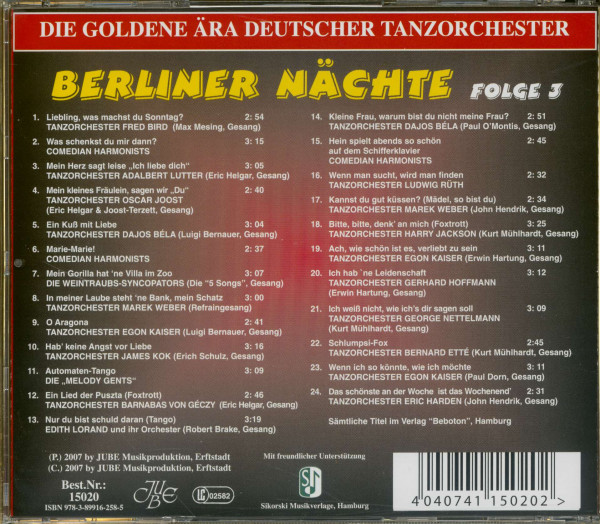 DIE GOLDENE ÄRA DEUTSCHER TANZORCHESTER
BERLINER NÄCHTE FOLGE 3
1. Liebling, was machst du Sonntag? 2: 54
TANZORCHESTER FRED BIRD (Max Mesing, Gesang)
2. Was schenkst du mir dann? 3: 15
COMEDIAN HARMONISTS
3. Mein Herz sagt leise „Ich liebe dich“ 3: 05
TANZORCHESTER ADALBERT LUTTER (Eric Helgar, Gesang)
4. Mein kleines Fräulein, sagen wir „Du“ 2: 40
TANZORCHESTER OSCAR JOOST
(Eric Helgar & Joost-Terzett, Gesang)
5. Ein Kuß mit Liebe 3: 04
TANZORCHESTER DAJOS BÉLA (Luigi Bernauer, Gesang)
6. Marie-Marie! 2: 37
COMEDIAN HARMONISTS
7. Mein Gorilla hat ‘ne Villa im Zoo 3: 07
DIE WEINTRAUBS-SYNCOPATORS (Die “5 Songs”, Gesang)
8. In meiner Laube steht ‘ne Bank, mein Schatz 3: 00
TANZORCHESTER MAREK WEBER (Refraingesang)
9. O Aragona 2: 41
TANZORCHESTER EGON KAISER (Luigi Bernauer, Gesang)
10. Hab’ keine Angst vor Liebe 3: 16
TANZORCHESTER JAMES KOK (Erich Schulz, Gesang)
11. Automaten-Tango 3: 09
DIE „MELODY GENTS“
12. Ein Lied der Puszta (Foxtrott) 2: 46
TANZORCHESTER BARNABAS VON GÉCZY (Eric Helgar, Gesang)
13. Nur du bist schuld daran (Tango) 3:19
EDITH LORAND und ihr Orchester (Robert Brake, Gesang)
14. Kleine Frau, warum bist du nicht meine Frau? 2: 51
TANZORCHESTER DAJOS BÉLA (Paul O’Montis, Gesang)
15. Hein spielt abends so schön 2: 45
auf dem Schifferklavier
COMEDIAN HARMONISTS
16. Wenn man sucht, wird man finden 2: 32
TANZORCHESTER LUDWIG RÜTH
17. Kannst du gut küssen? (Mädel, so bist du) 2: 34
TANZORCHESTER MAREK WEBER (John Hendrik, Gesang)
18. Bitte, bitte, denk’ an mich (Foxtrott) 3: 25
TANZORCHESTER HARRY JACKSON (Kurt Mühlhardt, Gesang)
19. Ach, wie schön ist es, verliebt zu sein 3: 11
TANZORCHESTER EGON KAISER (Erwin Hartung, Gesang)
20. Ich hab `ne Leidenschaft 3: 12
TANZORCHESTER GERHARD HOFFMANN
(Erwin Hartung, Gesang)
21. Ich weiß nicht, wie ich’s dir sagen soll 3: 09
TANZORCHESTER GEORGE NETTELMANN
(Kurt Mühlhardt, Gesang)
22. Schlumpsi-Fox 2:45
TANZORCHESTER BERNARD ETTÉ (Kurt Mühlhardt, Gesang)
23. Wenn ich so könnte, wie ich möchte 3: 11
TANZORCHESTER EGON KAISER (Paul Dorn, Gesang)
24. Das schönste an der Woche ist das Wochenend’ 2: 31
TANZORCHESTER ERIC HARDEN (John Hendrik, Gesang)
Sämtliche Titel im Verlag “Beboton”, Hamburg
(P.) 2007 by JUBE Musikproduktion, Erftstadt
(C.) 2007 by JUBE Musikproduktion, Erftstadt
Best.Nr.:
15020
ISBN 978-3-89916-258-5
JUBE
LC 02582
Mit freundlicher Unterstützung
S
Sikorski Musikverlage, Hamburg
4 040741 150202 >